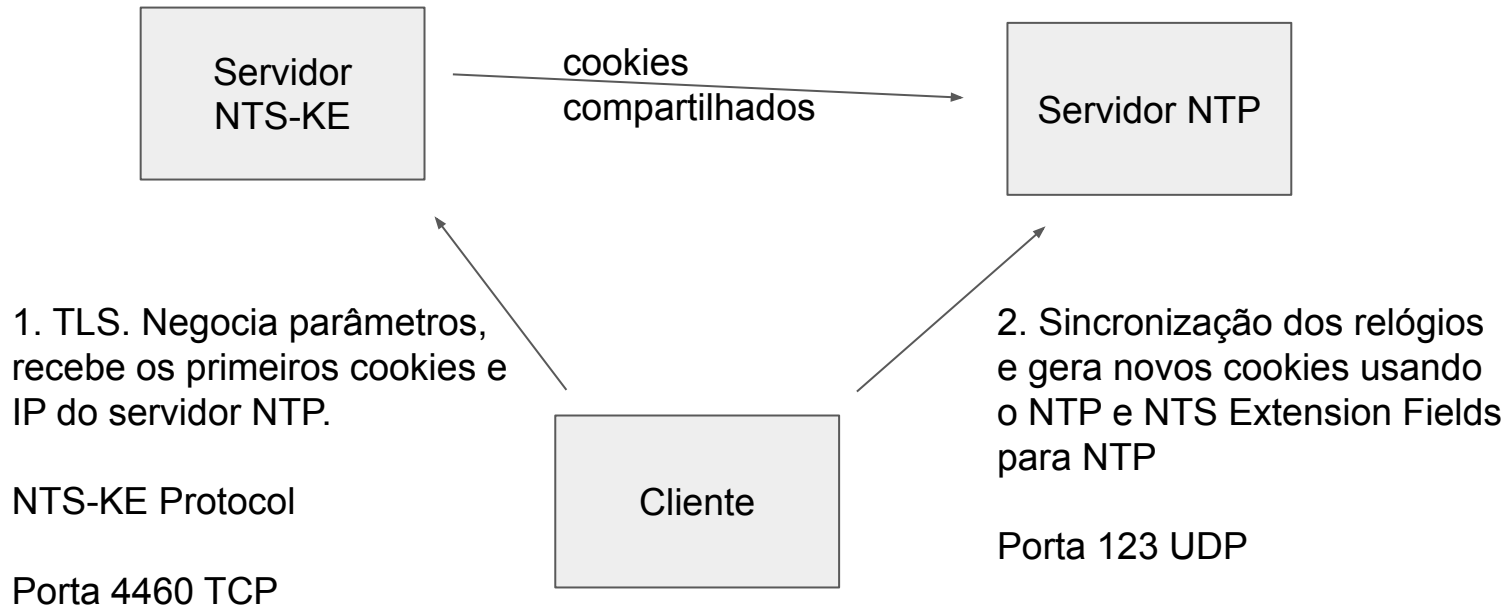 Servidor
NTS-KE
cookies
compartilhados
Servidor NTP
1. TLS. Negocia parâmetros,
recebe os primeiros cookies e
IP do servidor NTP.
NTS-KE Protocol
Porta 4460 TCP
Cliente
2. Sincronização dos relógios
e gera novos cookies usando
o NTP e NTS Extension Fields
para NTP
Porta 123 UDP